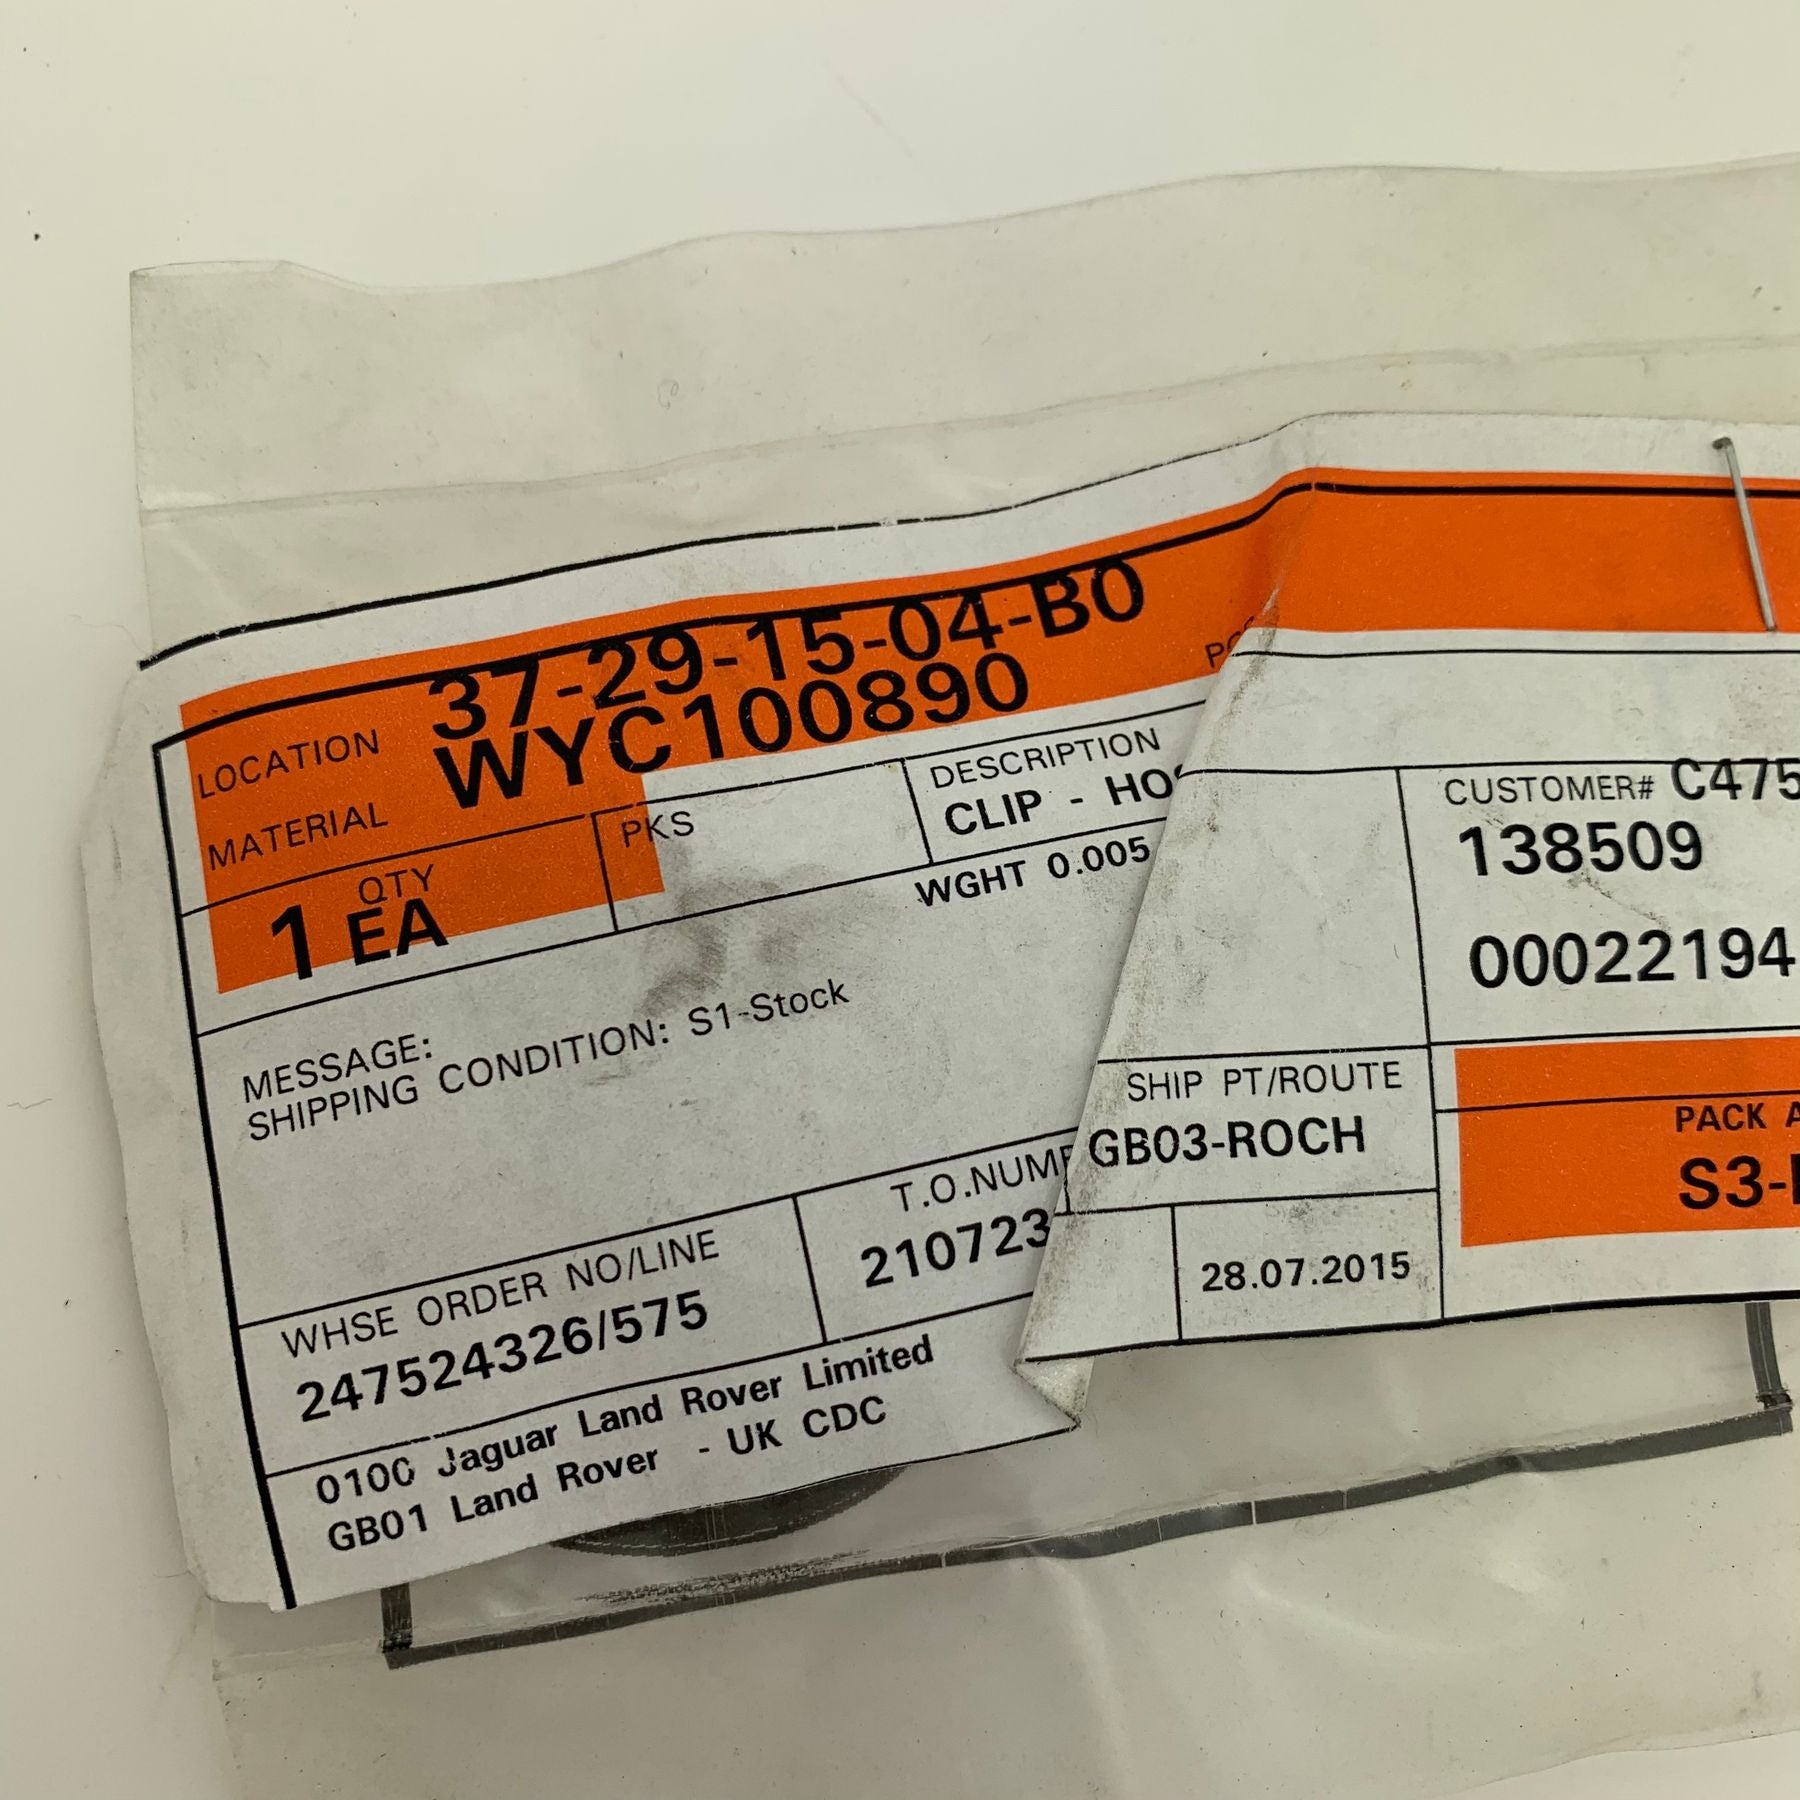 LOCATION 37-29-15-04-B0
MATERIAL WYC100890
QTY
1 EA
PKS
DESCRIPTION
CLIP -
WGHT 0.005
MESSAGE:
SHIPPING CONDITION: S1-Stock
WHSE ORDER NO/LINE
247524326/575
T.O.NUM
210723
0100 Jaguar Land Rover Limited
GB01 Land Rover - UK CDC
CUSTOMER# C475
138509
00022194
SHIP PT/ROUTE
GB03-ROCH
28.07.2015
PACK
S3-